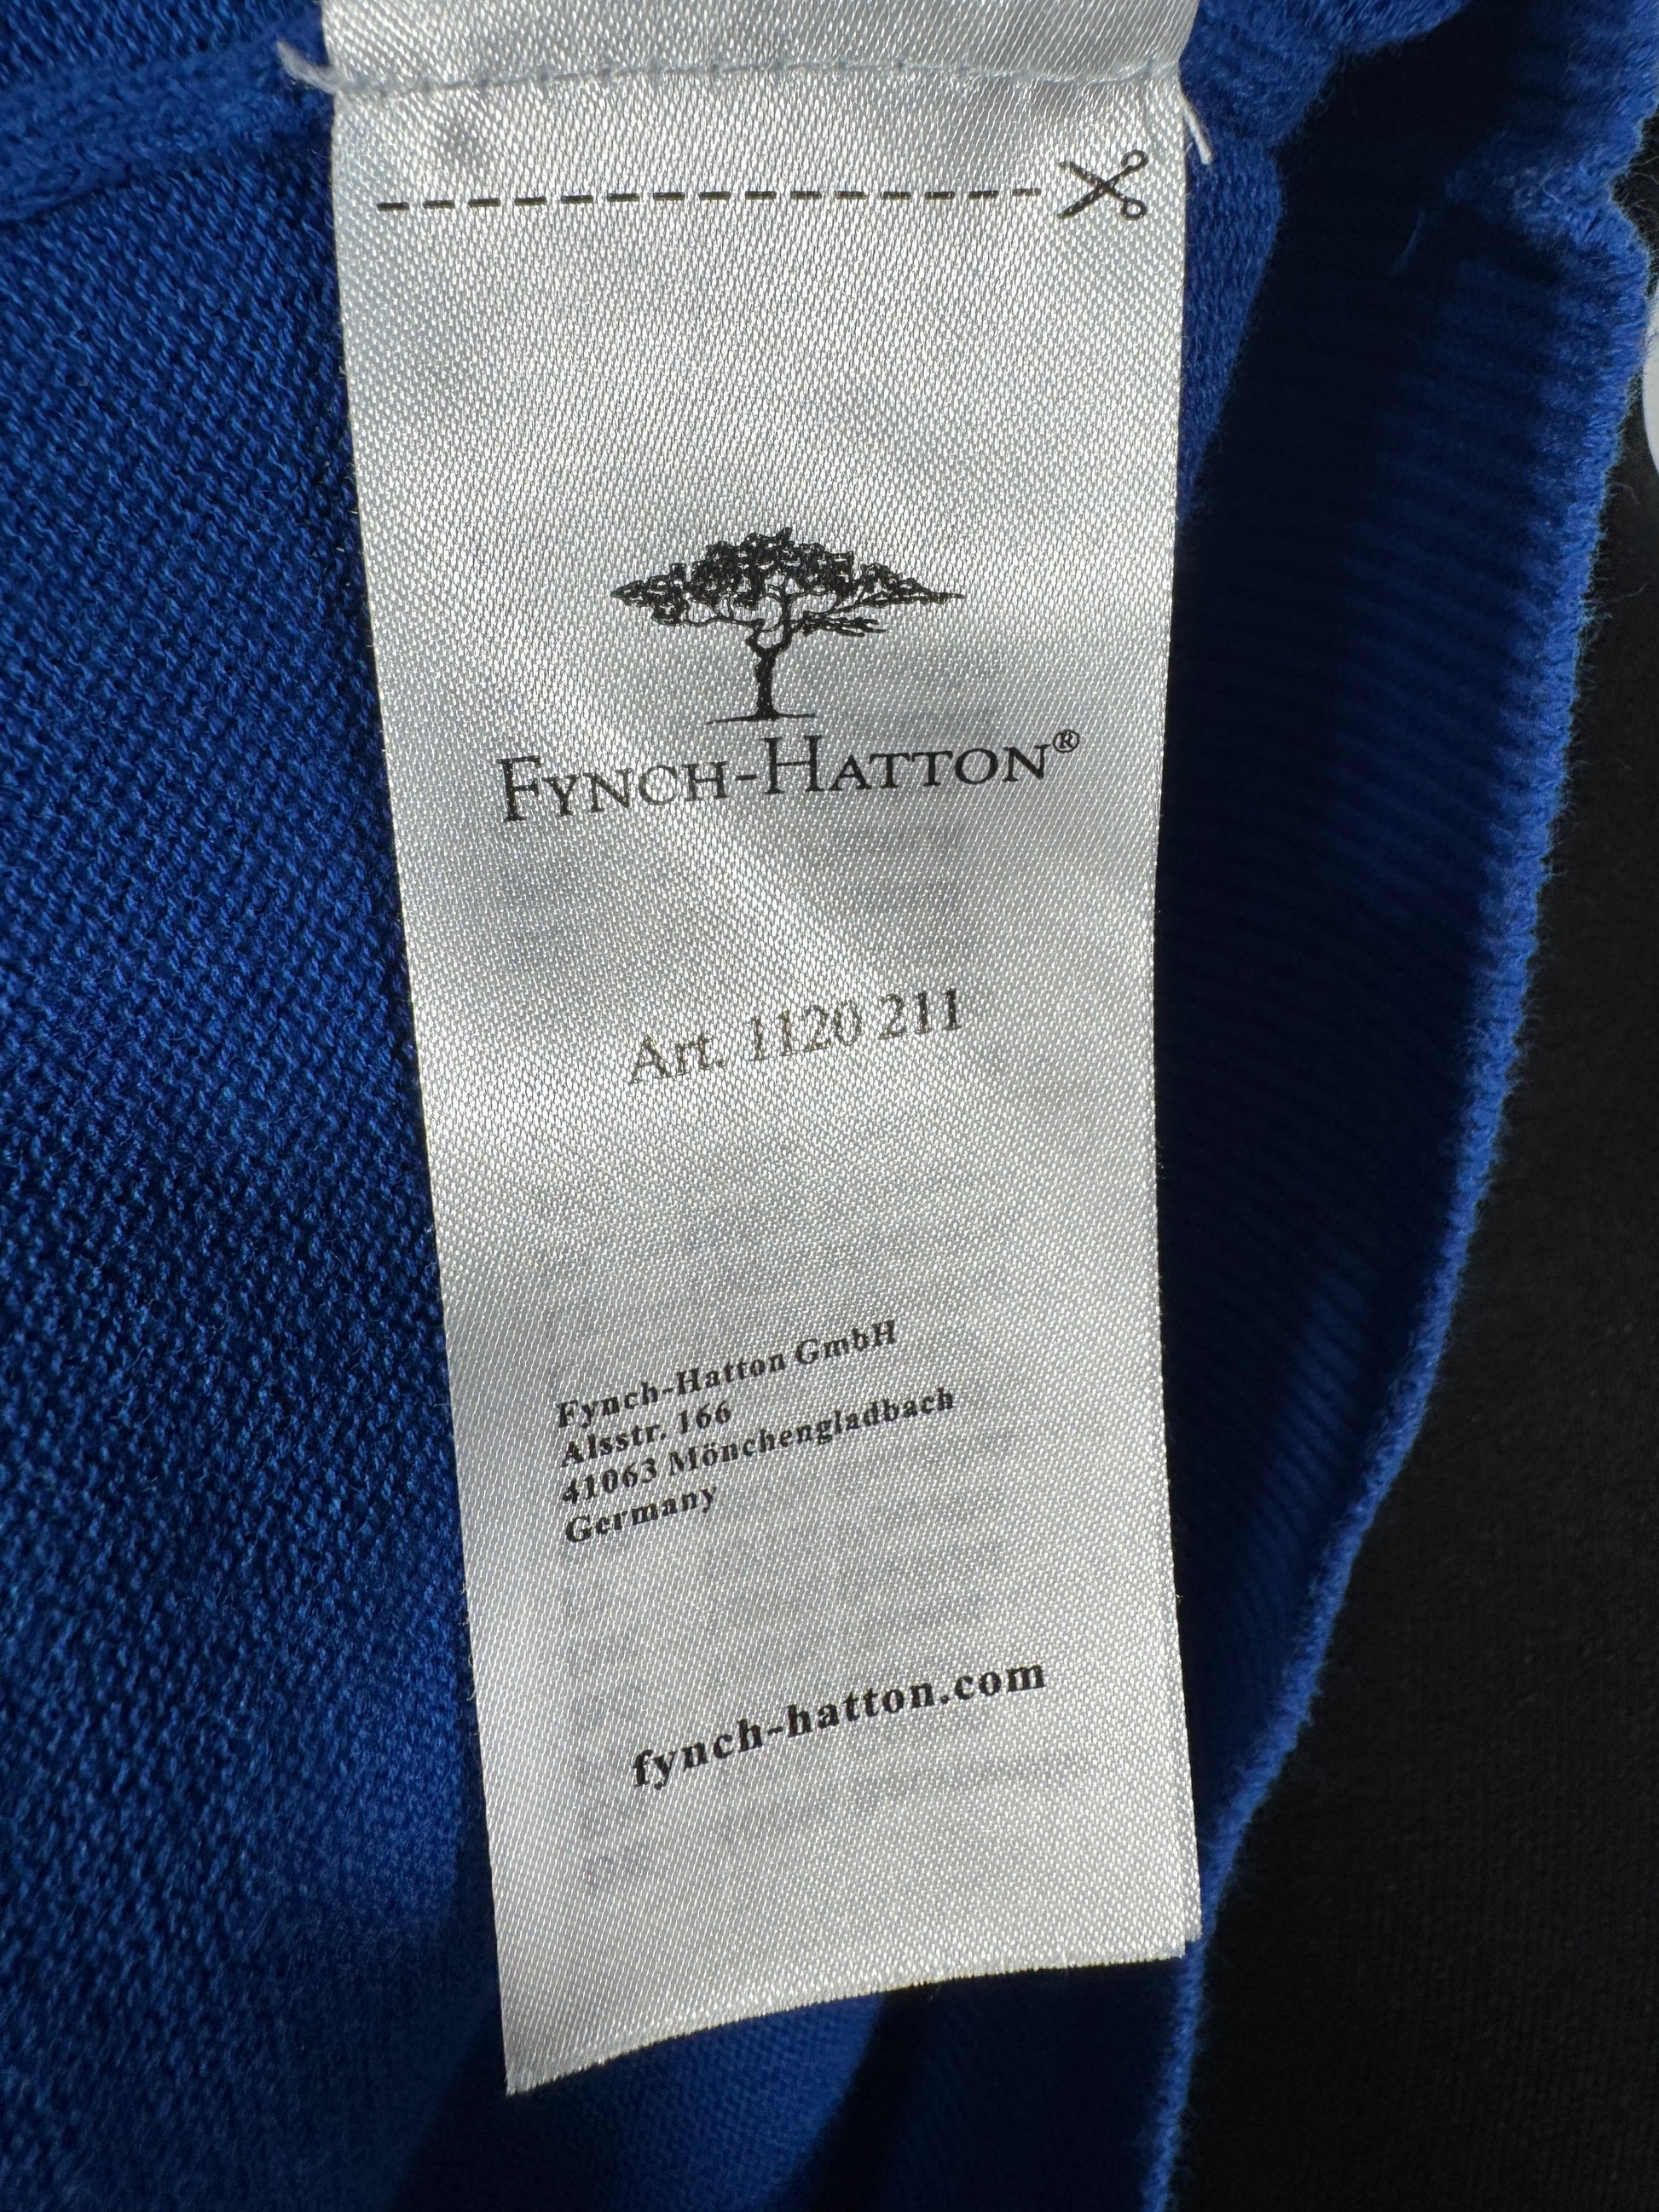 FYNCH-HATTON®
Art. 1120 211
Fynch-Hatton GmbH
Alsstr. 166
41063 Mönchengladbach
Germany
fynch-hatton.com